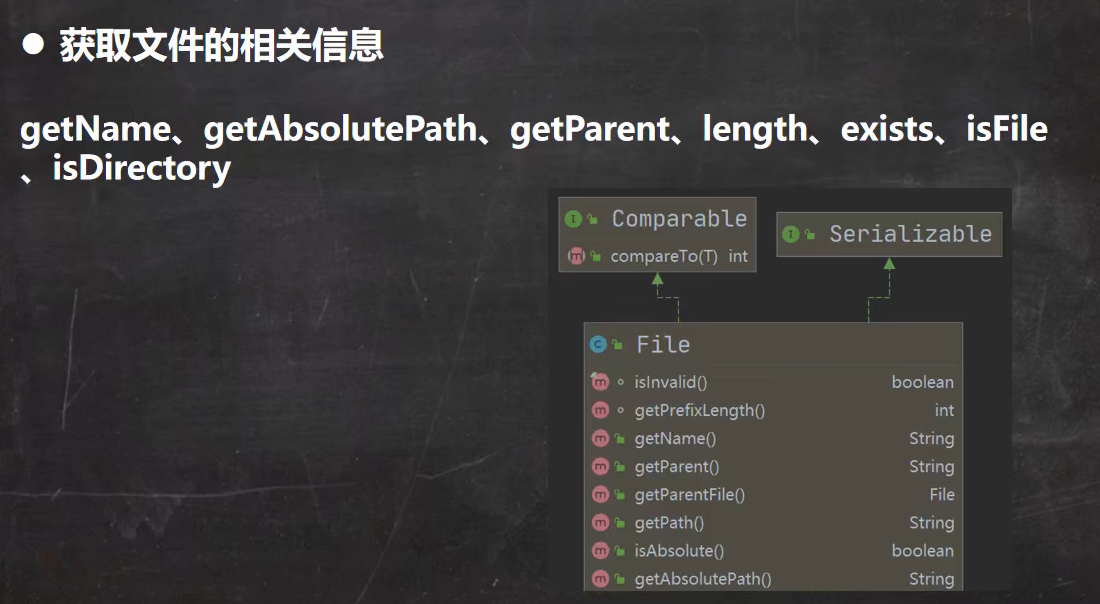 ● 获取文件的相关信息
getName、getAbsolutePath、getParent、length、exists、isFile
、isDirectory
I Comparable
m compareTo(T) int
I Serializable
C File
m isInvalid() boolean
m getPrefixLength() int
m getName() String
m getParent() String
m getParentFile() File
m getPath() String
m isAbsolute() boolean
m getAbsolutePath() String